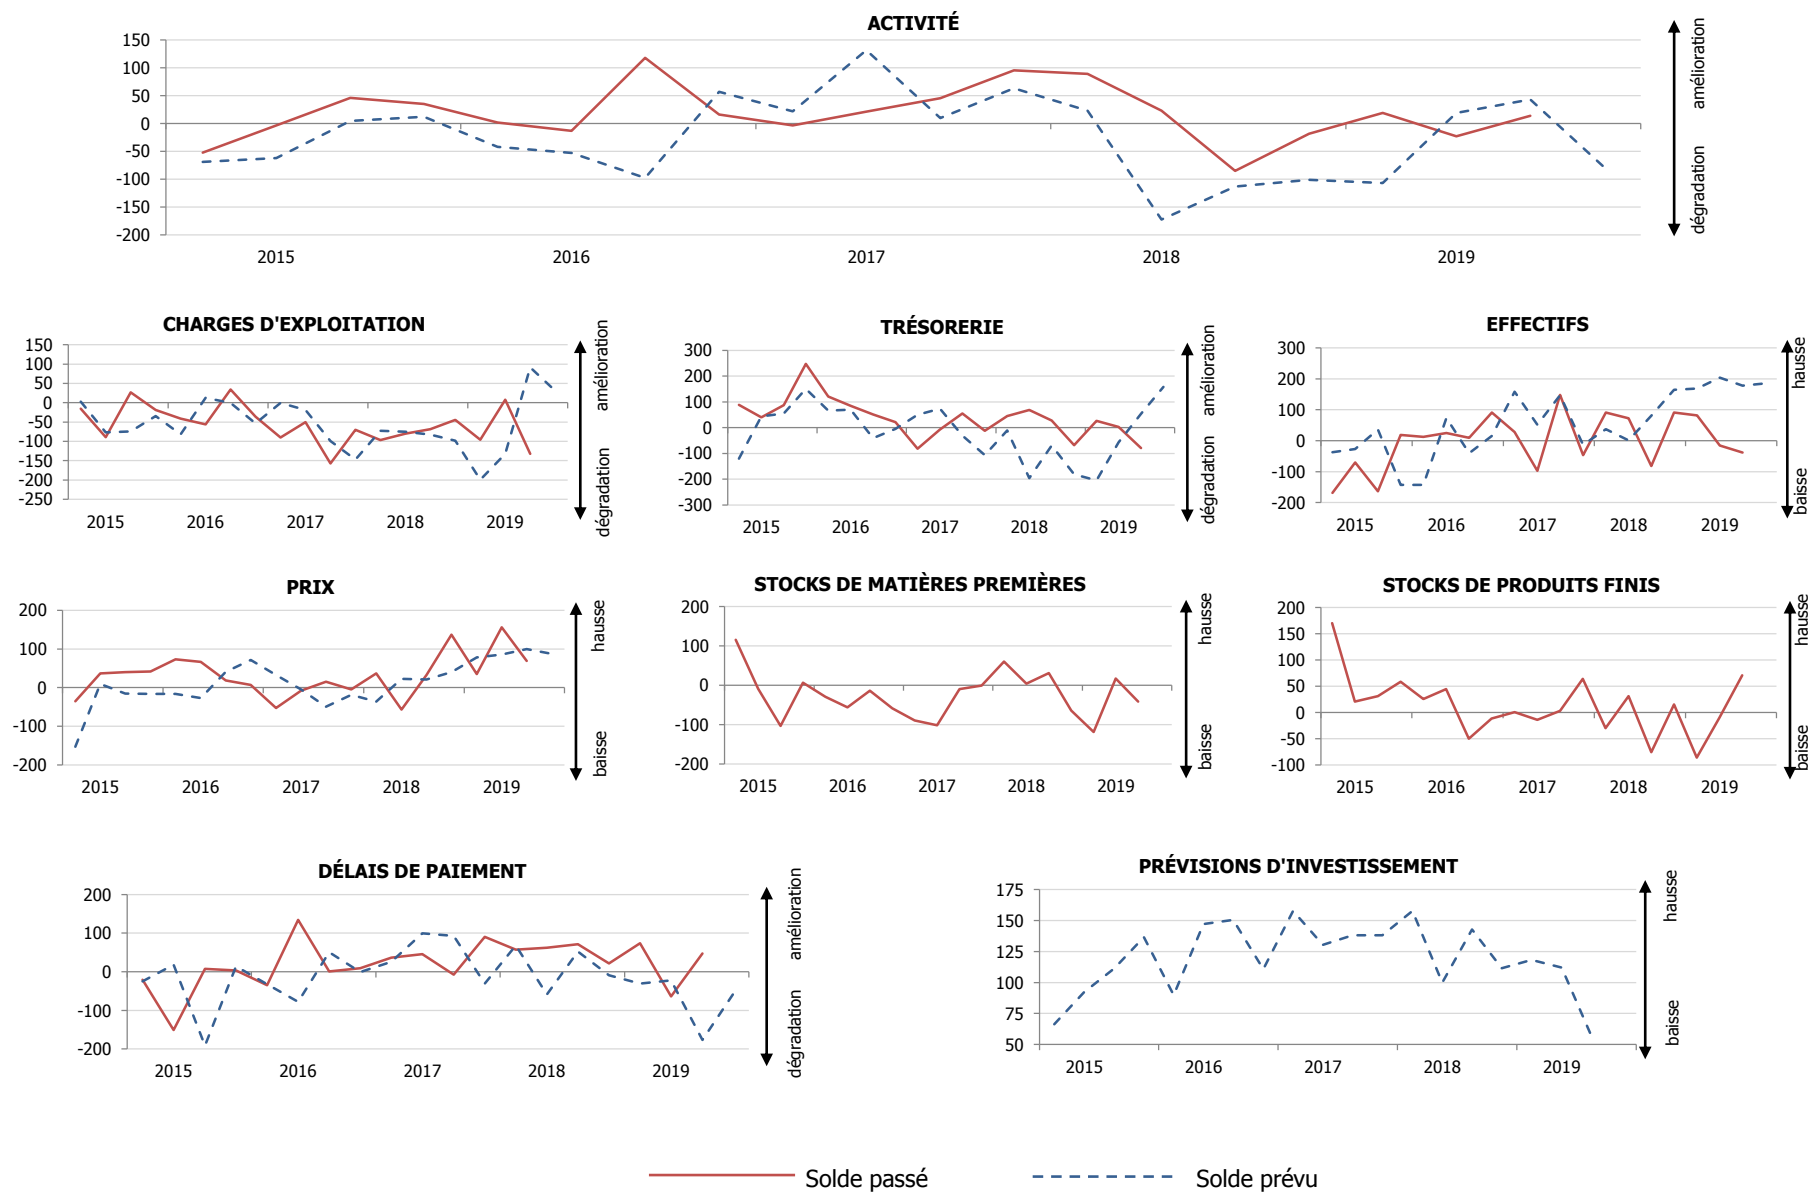 ACTIVITÉ
150
100
50
0
-50
-100
-150
-200
2015 2016 2017 2018 2019
amélioration
dégradation
CHARGES D'EXPLOITATION
150
100
50
0
-50
-100
-150
-200
-250
2015 2016 2017 2018 2019
amélioration
dégradation
TRÉSORERIE
300
200
100
0
-100
-200
-300
2015 2016 2017 2018 2019
amélioration
dégradation
EFFECTIFS
300
200
100
0
-100
-200
2015 2016 2017 2018 2019
hausse
baisse
PRIX
200
100
0
-100
-200
2015 2016 2017 2018 2019
hausse
baisse
STOCKS DE MATIÈRES PREMIÈRES
200
100
0
-100
-200
2015 2016 2017 2018 2019
hausse
baisse
STOCKS DE PRODUITS FINIS
200
150
100
50
0
-50
-100
2015 2016 2017 2018 2019
hausse
baisse
DÉLAIS DE PAIEMENT
200
100
0
-100
-200
2015 2016 2017 2018 2019
amélioration
dégradation
PRÉVISIONS D'INVESTISSEMENT
175
150
125
100
75
50
2015 2016 2017 2018 2019
hausse
baisse
Solde passé Solde prévu